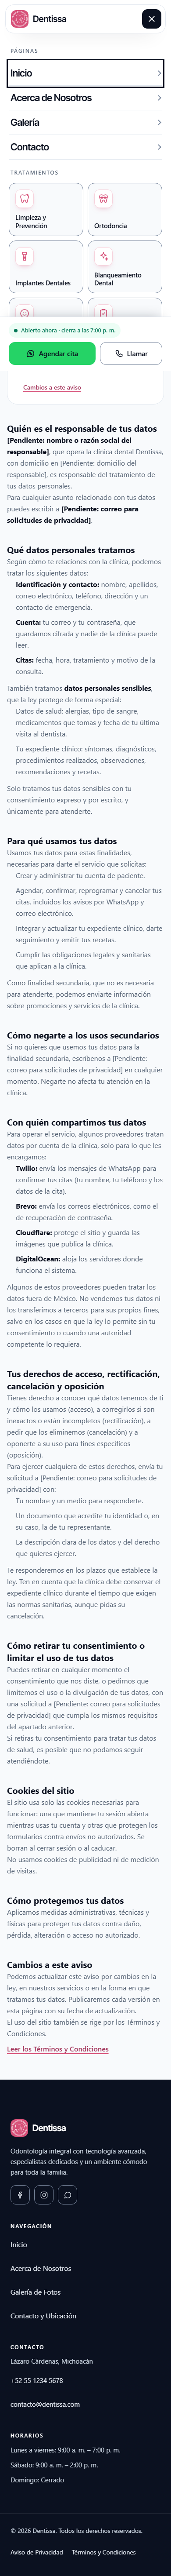 Dentissa
PÁGINAS
Inicio
Acerca de Nosotros
Galería
Contacto
TRATAMIENTOS
Limpieza y
Prevención
Ortodoncia
Implantes Dentales
Blanqueamiento
Dental
Abierto ahora · cierra a las 7:00 p. m.
Agendar cita
Llamar
Cambios a este aviso
Quién es el responsable de tus datos
[Pendiente: nombre o razón social del
responsable], que opera la clínica dental Dentissa,
con domicilio en [Pendiente: domicilio del
responsable], es responsable del tratamiento de
tus datos personales.
Para cualquier asunto relacionado con tus datos
puedes escribir a [Pendiente: correo para
solicitudes de privacidad].
Qué datos personales tratamos
Según cómo te relaciones con la clínica, podemos
tratar los siguientes datos:
Identificación y contacto: nombre, apellidos,
correo electrónico, teléfono, dirección y un
contacto de emergencia.
Cuenta: tu correo y tu contraseña, que
guardamos cifrada y nadie de la clínica puede
leer.
Citas: fecha, hora, tratamiento y motivo de la
consulta.
También tratamos datos personales sensibles,
que la ley protege de forma especial:
Datos de salud: alergias, tipo de sangre,
medicamentos que tomas y fecha de tu última
visita al dentista.
Tu expediente clínico: síntomas, diagnósticos,
procedimientos realizados, observaciones,
recomendaciones y recetas.
Solo tratamos tus datos sensibles con tu
consentimiento expreso y por escrito, y
únicamente para atenderte.
Para qué usamos tus datos
Usamos tus datos para estas finalidades,
necesarias para darte el servicio que solicitas:
Crear y administrar tu cuenta de paciente.
Agendar, confirmar, reprogramar y cancelar tus
citas, incluidos los avisos por WhatsApp y
correo electrónico.
Integrar y actualizar tu expediente clínico, darte
seguimiento y emitir tus recetas.
Cumplir las obligaciones legales y sanitarias
que aplican a la clínica.
Como finalidad secundaria, que no es necesaria
para atenderte, podemos enviarte información
sobre promociones y servicios de la clínica.
Cómo negarte a los usos secundarios
Si no quieres que usemos tus datos para la
finalidad secundaria, escríbenos a [Pendiente:
correo para solicitudes de privacidad] en cualquier
momento. Negarte no afecta tu atención en la
clínica.
Con quién compartimos tus datos
Para operar el servicio, algunos proveedores tratan
datos por cuenta de la clínica, solo para lo que les
encargamos:
Twilio: envía los mensajes de WhatsApp para
confirmar tus citas (tu nombre, tu teléfono y los
datos de la cita).
Brevo: envía los correos electrónicos, como el
de recuperación de contraseña.
Cloudflare: protege el sitio y guarda las
imágenes que publica la clínica.
DigitalOcean: aloja los servidores donde
funciona el sistema.
Algunos de estos proveedores pueden tratar los
datos fuera de México. No vendemos tus datos ni
los transferimos a terceros para sus propios fines,
salvo en los casos en que la ley lo permite sin tu
consentimiento o cuando una autoridad
competente lo requiera.
Tus derechos de acceso, rectificación,
cancelación y oposición
Tienes derecho a conocer qué datos tenemos de ti
y cómo los usamos (acceso), a corregirlos si son
inexactos o están incompletos (rectificación), a
pedir que los eliminemos (cancelación) y a
oponerte a su uso para fines específicos
(oposición).
Para ejercer cualquiera de estos derechos, envía tu
solicitud a [Pendiente: correo para solicitudes de
privacidad] con:
Tu nombre y un medio para responderte.
Un documento que acredite tu identidad o, en
su caso, la de tu representante.
La descripción clara de los datos y del derecho
que quieres ejercer.
Te responderemos en los plazos que establece la
ley. Ten en cuenta que la clínica debe conservar el
expediente clínico durante el tiempo que exigen
las normas sanitarias, aunque pidas su
cancelación.
Cómo retirar tu consentimiento o
limitar el uso de tus datos
Puedes retirar en cualquier momento el
consentimiento que nos diste, o pedirnos que
limitemos el uso o la divulgación de tus datos, con
una solicitud a [Pendiente: correo para solicitudes
de privacidad] que cumpla los mismos requisitos
del apartado anterior.
Si retiras tu consentimiento para tratar tus datos
de salud, es posible que no podamos seguir
atendiéndote.
Cookies del sitio
El sitio usa solo las cookies necesarias para
funcionar: una que mantiene tu sesión abierta
mientras usas tu cuenta y otras que protegen los
formularios contra envíos no autorizados. Se
borran al cerrar sesión o al caducar.
No usamos cookies de publicidad ni de medición
de visitas.
Cómo protegemos tus datos
Aplicamos medidas administrativas, técnicas y
físicas para proteger tus datos contra daño,
pérdida, alteración o acceso no autorizado.
Cambios a este aviso
Podemos actualizar este aviso por cambios en la
ley, en nuestros servicios o en la forma en que
tratamos tus datos. Publicaremos cada versión en
esta página con su fecha de actualización.
El uso del sitio también se rige por los Términos y
Condiciones.
Leer los Términos y Condiciones
Dentissa
Odontología integral con tecnología avanzada,
especialistas dedicados y un ambiente cómodo
para toda la familia.
NAVEGACIÓN
Inicio
Acerca de Nosotros
Galería de Fotos
Contacto y Ubicación
CONTACTO
Lázaro Cárdenas, Michoacán
+52 55 1234 5678
contacto@dentissa.com
HORARIOS
Lunes a viernes: 9:00 a. m. – 7:00 p. m.
Sábado: 9:00 a. m. – 2:00 p. m.
Domingo: Cerrado
© 2026 Dentissa. Todos los derechos reservados.
Aviso de Privacidad
Términos y Condiciones